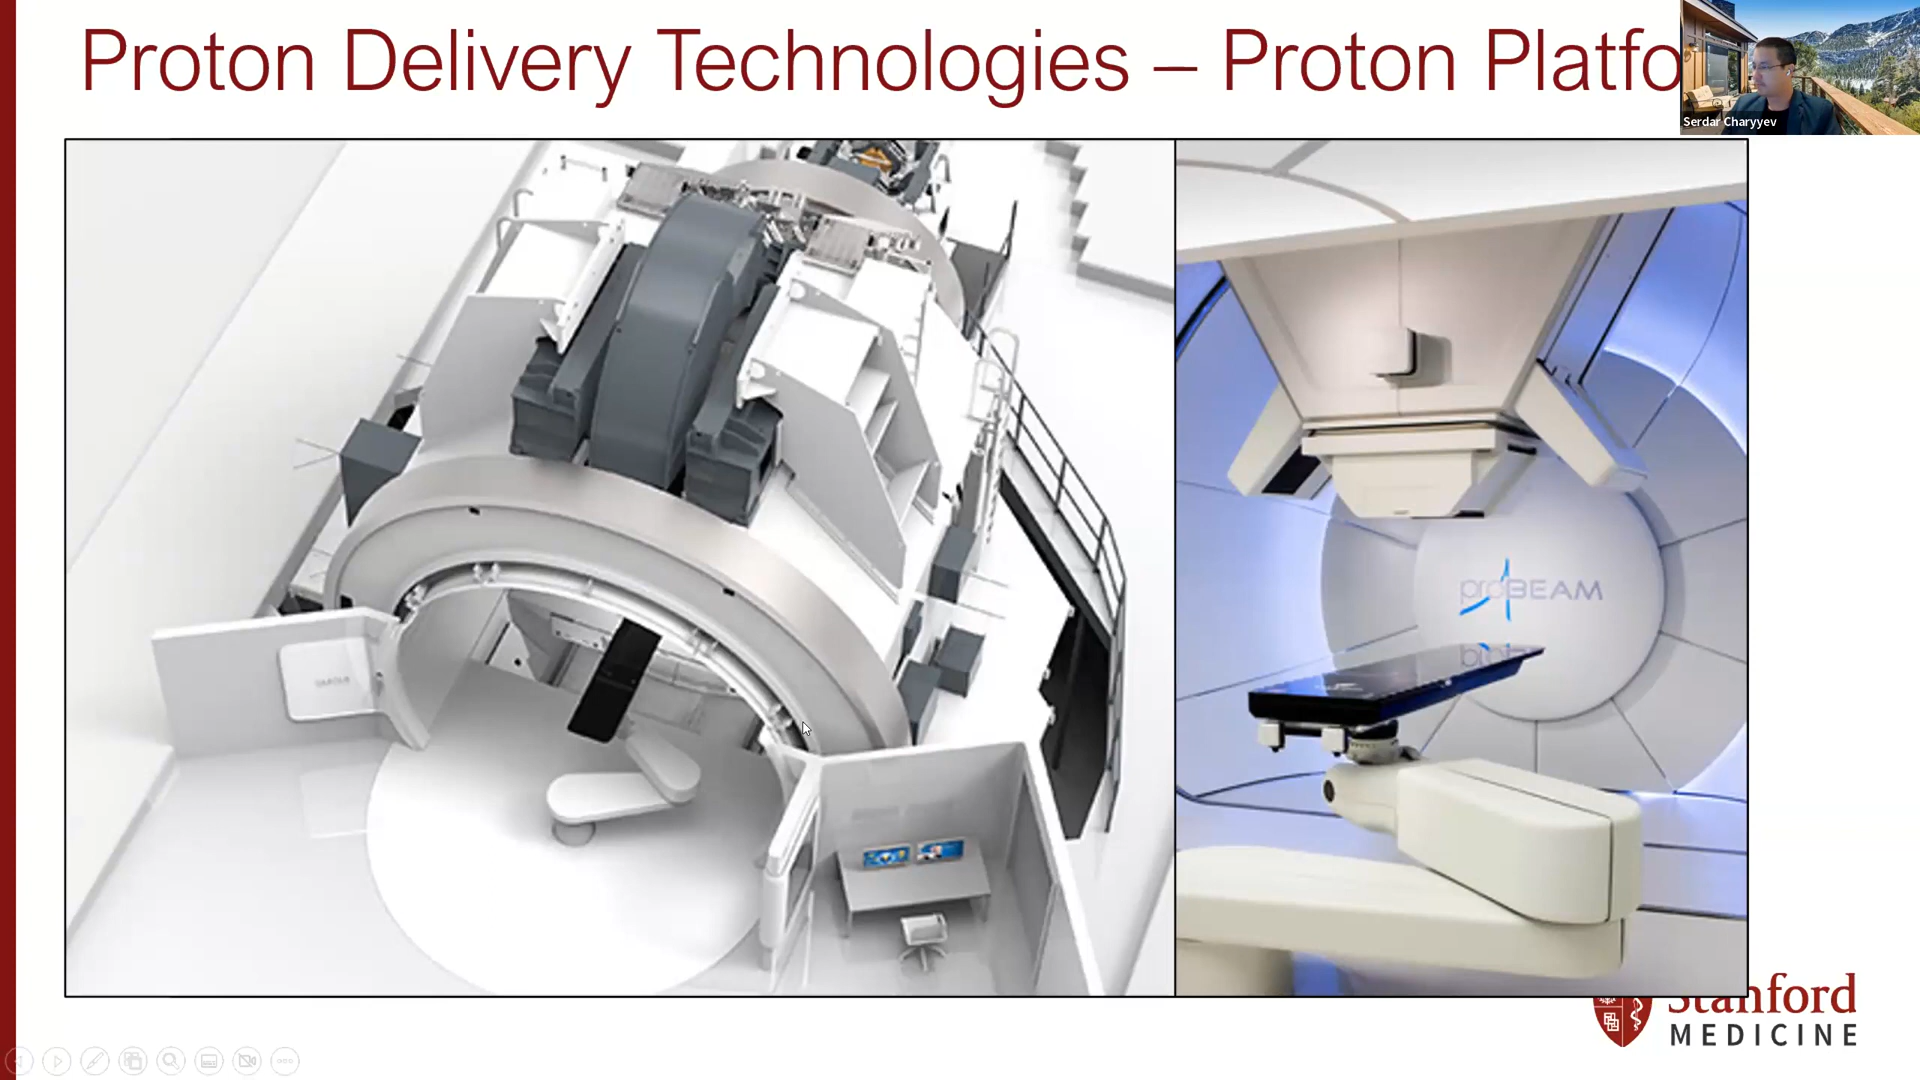 Proton Delivery Technologies – Proton Platfo
Serdar Charyyev
proBEAM
Stanford
MEDICINE